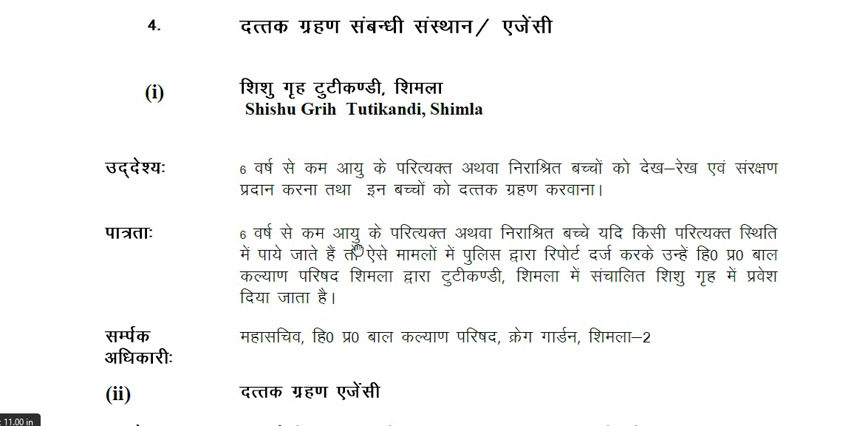 4. दत्तक ग्रहण संबन्धी संस्थान/ एजेंसी
(i) शिशु गृह टुटीकण्डी, शिमला
Shishu Grih Tutikandi, Shimla
उद्देश्यः 6 वर्ष से कम आयु के परित्यक्त अथवा निराश्रित बच्चों को देख–रेख एवं संरक्षण
प्रदान करना तथा इन बच्चों को दत्तक ग्रहण करवाना।
पात्रताः 6 वर्ष से कम आयु के परित्यक्त अथवा निराश्रित बच्चे यदि किसी परित्यक्त स्थिति
में पाये जाते हैं तो ऐसे मामलों में पुलिस द्वारा रिपोर्ट दर्ज करके उन्हें हि0 प्र0 बाल
कल्याण परिषद शिमला द्वारा टुटीकण्डी, शिमला में संचालित शिशु गृह में प्रवेश
दिया जाता है।
सर्म्पक महासचिव, हि0 प्र0 बाल कल्याण परिषद, क्रेग गार्डन, शिमला–2
अधिकारीः
(ii) दत्तक ग्रहण एजेंसी
11.00 in